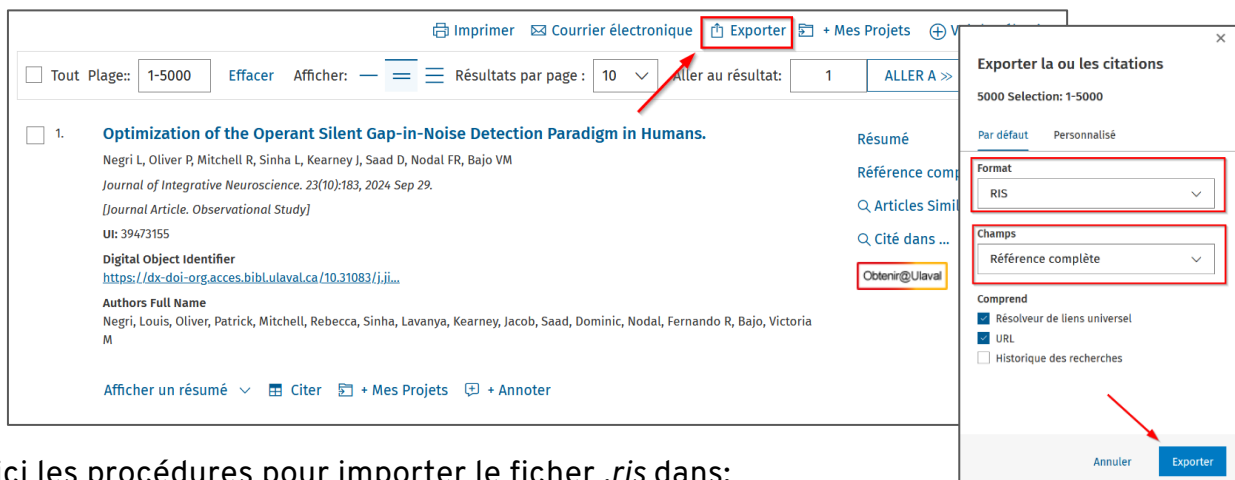 Imprimer Courrier électronique Exporter + Mes Projets
Tout Plage:: 1-5000 Effacer Afficher: Résultats par page : 10 Aller au résultat: 1 ALLER A >>
1. Optimization of the Operant Silent Gap-in-Noise Detection Paradigm in Humans.
Negri L, Oliver P, Mitchell R, Sinha L, Kearney J, Saad D, Nodal FR, Bajo VM
Journal of Integrative Neuroscience. 23(10):183, 2024 Sep 29.
[Journal Article. Observational Study]
UI: 39473155
Digital Object Identifier
https://dx-doi-org.acces.bibl.ulaval.ca/10.31083/j.ji...
Authors Full Name
Negri, Louis, Oliver, Patrick, Mitchell, Rebecca, Sinha, Lavanya, Kearney, Jacob, Saad, Dominic, Nodal, Fernando R, Bajo, Victoria
M
Afficher un résumé Citer + Mes Projets + Annoter
Résumé
Référence comp
Articles Simil
Cité dans ...
Obtenir@Ulaval
Exporter la ou les citations
5000 Selection: 1-5000
Par défaut Personnalisé
Format
RIS
Champs
Référence complète
Comprend
Résolveur de liens universel
URL
Historique des recherches
Annuler Exporter
ici les procédures pour importer le ficher .ris dans: